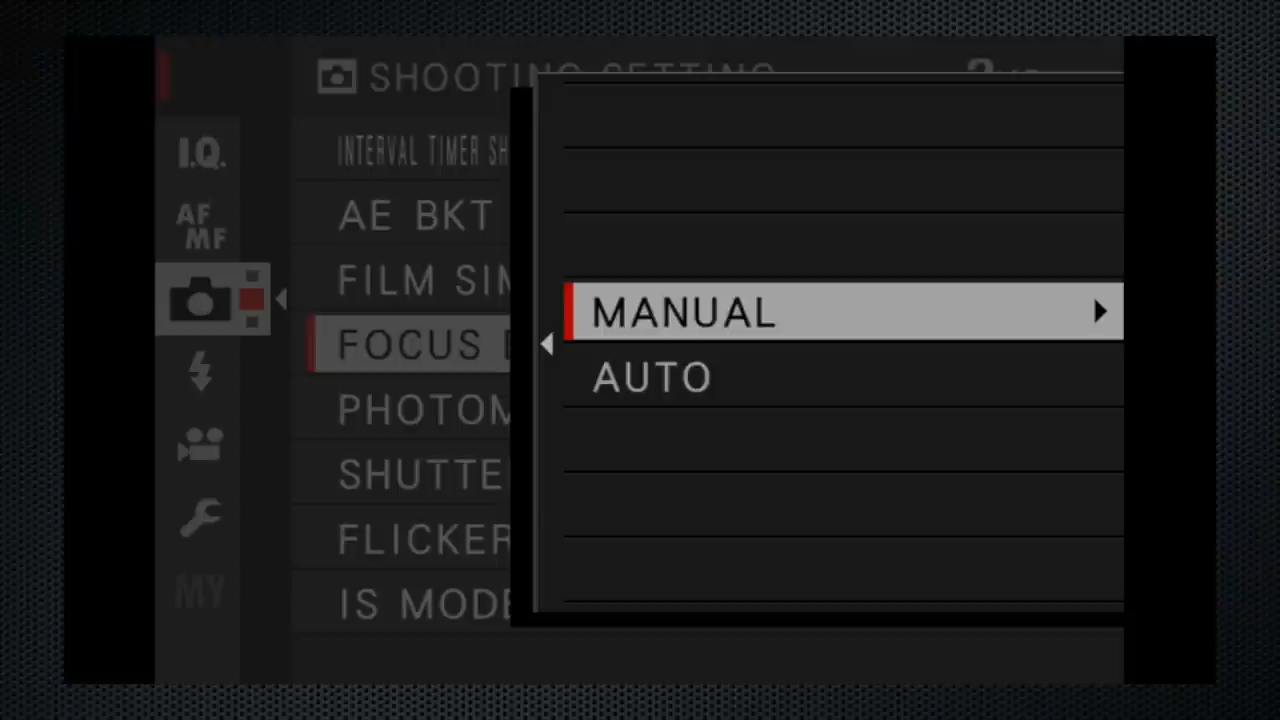 SHOOTING SETTING
I.Q.
AF
MF
MY
INTERVAL TIMER SH
AE BKT
FILM SIM
FOCUS
PHOTOM
SHUTTE
FLICKER
IS MODE
MANUAL
AUTO